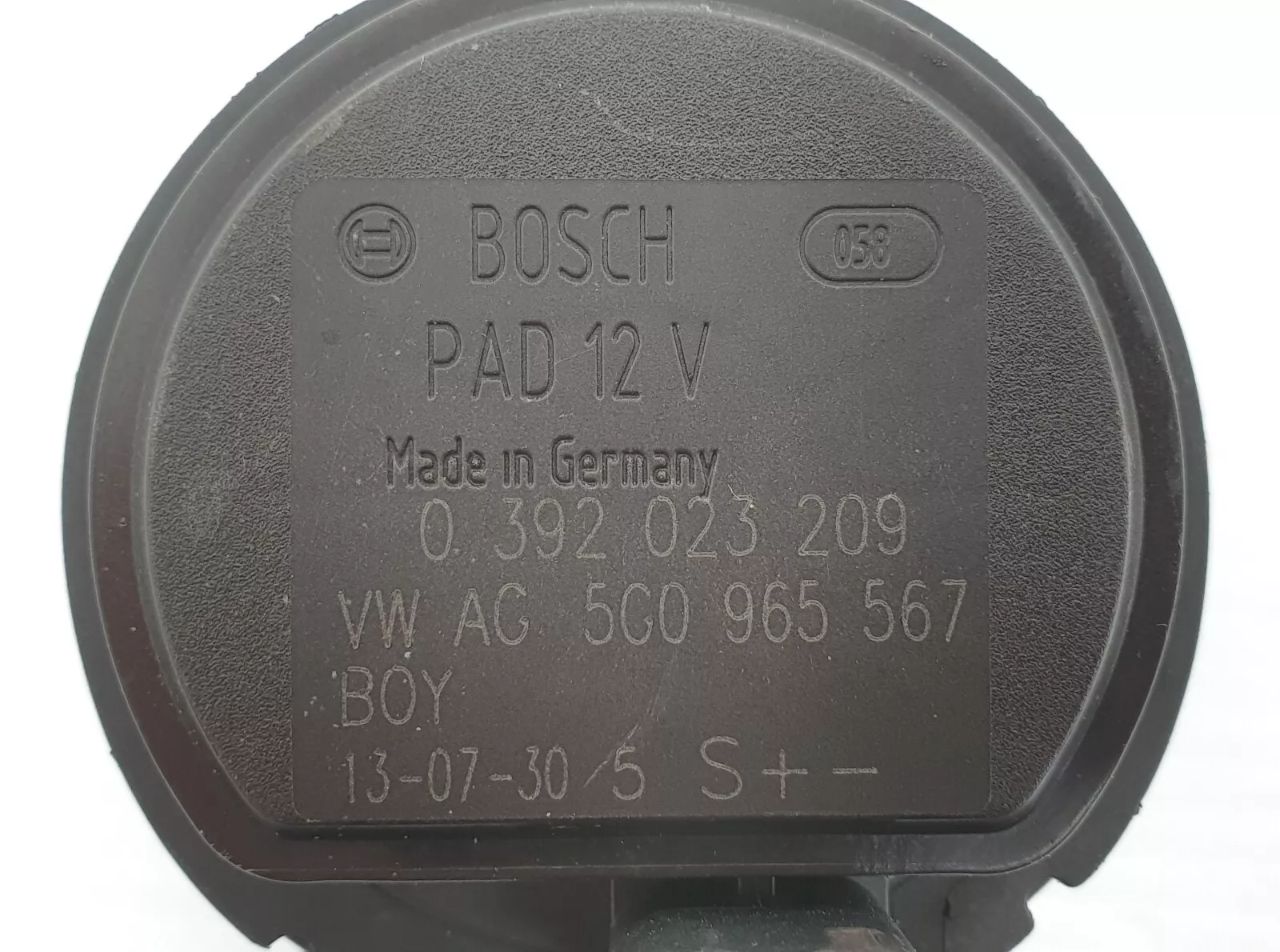 BOSCH 058
PAD 12 V
Made in Germany
0 392 023 209
VW AG 5G0 965 567
BOY
13-07-30/5 S + -